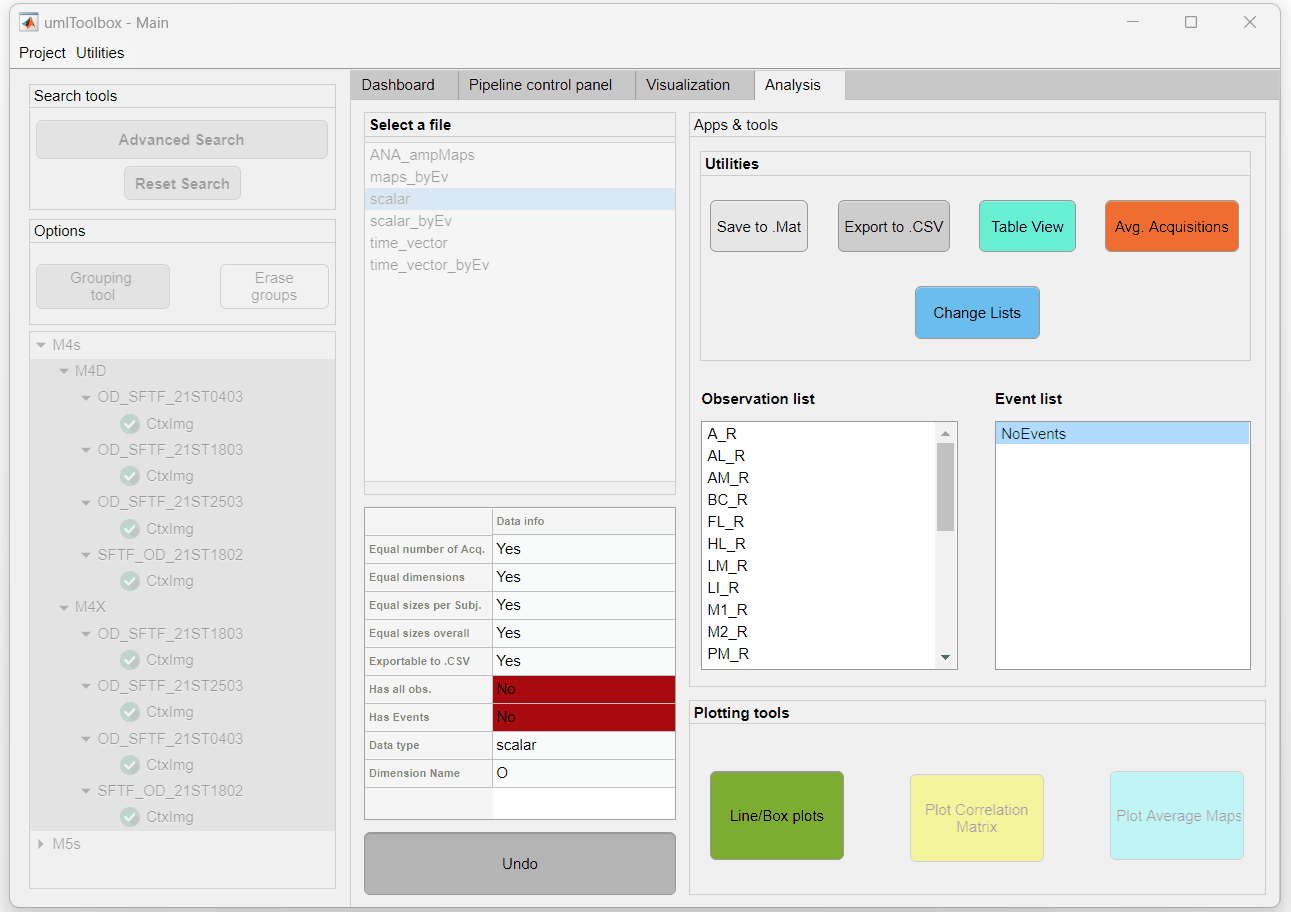 umIToolbox - Main
Project Utilities
Search tools
Advanced Search
Reset Search
Options
Grouping
tool
Erase
groups
M4s
M4D
OD_SFTF_21ST0403
CtxImg
OD_SFTF_21ST1803
CtxImg
OD_SFTF_21ST2503
CtxImg
SFTF_OD_21ST1802
CtxImg
M4X
OD_SFTF_21ST1803
CtxImg
OD_SFTF_21ST2503
CtxImg
OD_SFTF_21ST0403
CtxImg
SFTF_OD_21ST1802
CtxImg
M5s
Dashboard Pipeline control panel Visualization Analysis
Select a file
ANA_ampMaps
maps_byEv
scalar
scalar_byEv
time_vector
time_vector_byEv
Data info
Equal number of Acq. Yes
Equal dimensions Yes
Equal sizes per Subj. Yes
Equal sizes overall Yes
Exportable to .CSV Yes
Has all obs. No
Has Events No
Data type scalar
Dimension Name O
Undo
Apps & tools
Utilities
Save to .Mat
Export to .CSV
Table View
Avg. Acquisitions
Change Lists
Observation list
A_R
AL_R
AM_R
BC_R
FL_R
HL_R
LM_R
LI_R
M1_R
M2_R
PM_R
Event list
NoEvents
Plotting tools
Line/Box plots
Plot Correlation
Matrix
Plot Average Maps